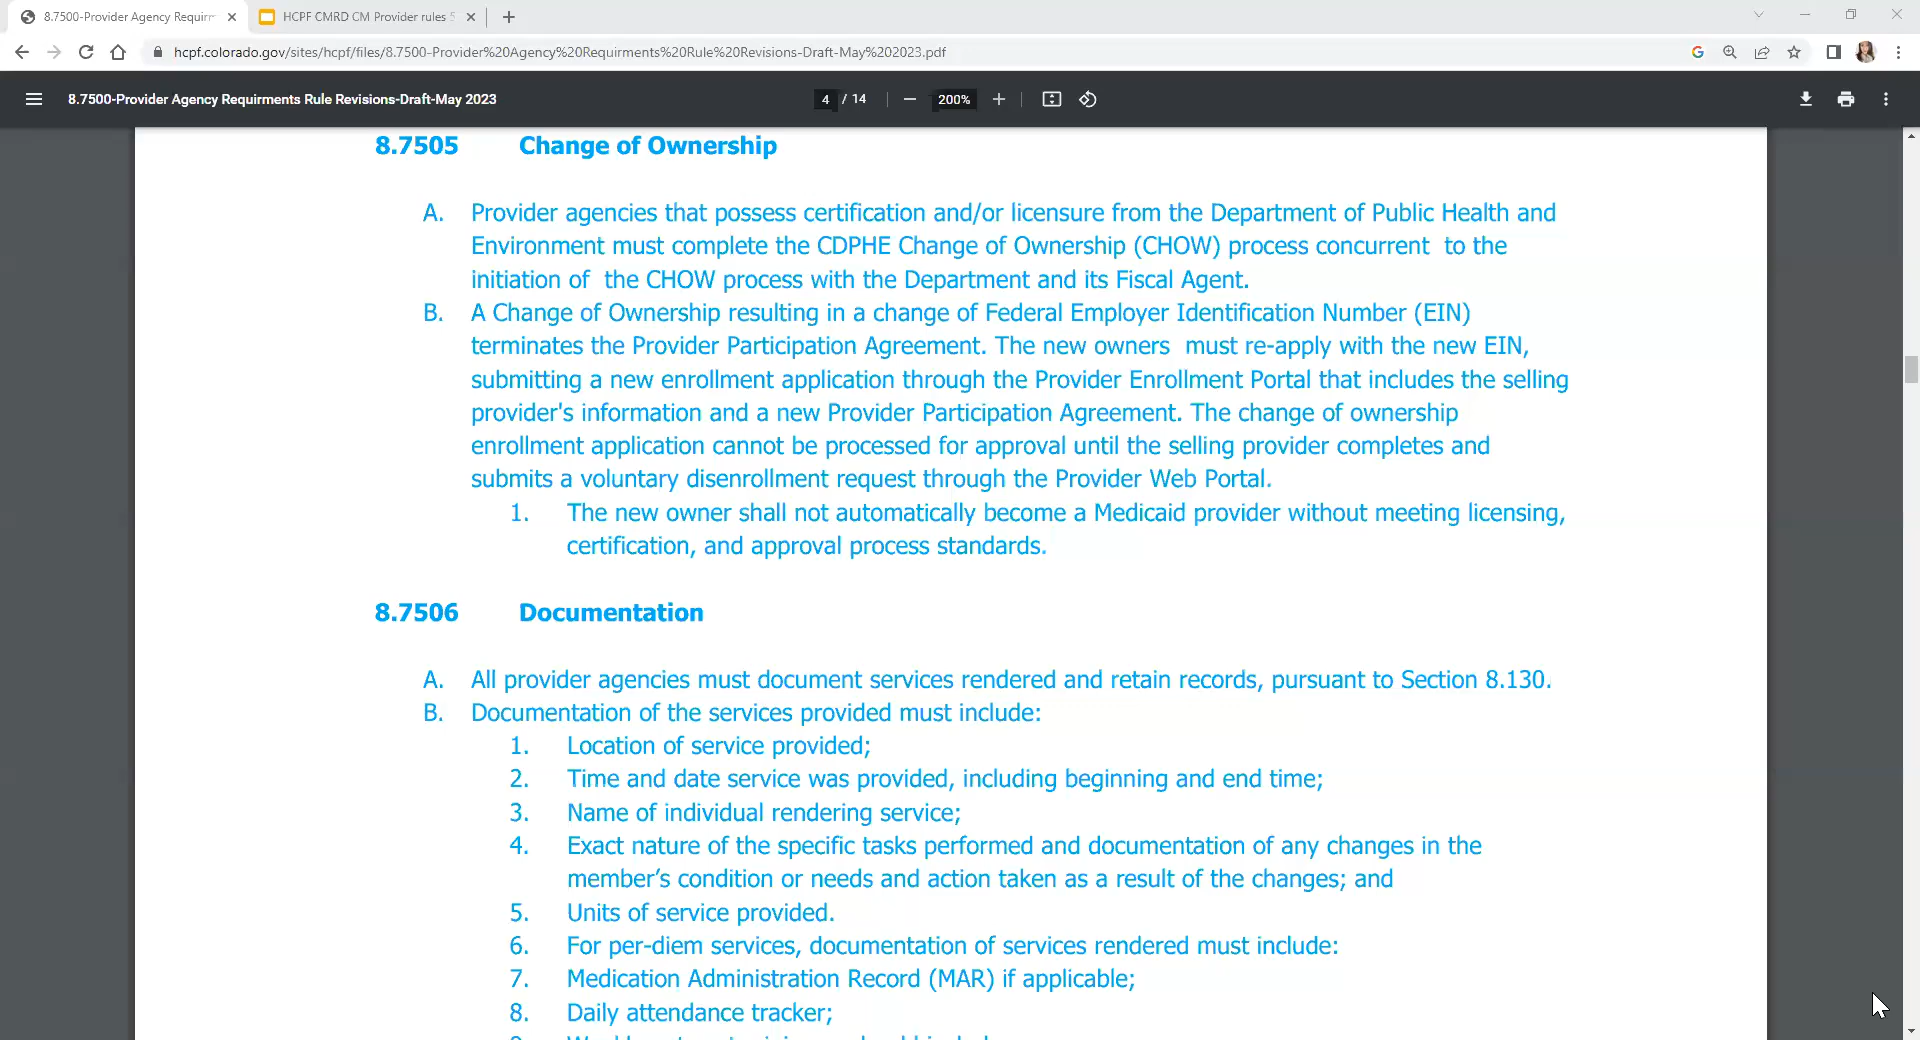 8.7500-Provider Agency Requirm
HCPF CMRD CM Provider rules 5
hcpf.colorado.gov/sites/hcpf/files/8.7500-Provider%20Agency%20Requirments%20Rule%20Revisions-Draft-May%202023.pdf
8.7500-Provider Agency Requirments Rule Revisions-Draft-May 2023
4 / 14
200%
8.7505 Change of Ownership
A. Provider agencies that possess certification and/or licensure from the Department of Public Health and
Environment must complete the CDPHE Change of Ownership (CHOW) process concurrent to the
initiation of the CHOW process with the Department and its Fiscal Agent.
B. A Change of Ownership resulting in a change of Federal Employer Identification Number (EIN)
terminates the Provider Participation Agreement. The new owners must re-apply with the new EIN,
submitting a new enrollment application through the Provider Enrollment Portal that includes the selling
provider's information and a new Provider Participation Agreement. The change of ownership
enrollment application cannot be processed for approval until the selling provider completes and
submits a voluntary disenrollment request through the Provider Web Portal.
1. The new owner shall not automatically become a Medicaid provider without meeting licensing,
certification, and approval process standards.
8.7506 Documentation
A. All provider agencies must document services rendered and retain records, pursuant to Section 8.130.
B. Documentation of the services provided must include:
1. Location of service provided;
2. Time and date service was provided, including beginning and end time;
3. Name of individual rendering service;
4. Exact nature of the specific tasks performed and documentation of any changes in the
member’s condition or needs and action taken as a result of the changes; and
5. Units of service provided.
6. For per-diem services, documentation of services rendered must include:
7. Medication Administration Record (MAR) if applicable;
8. Daily attendance tracker;